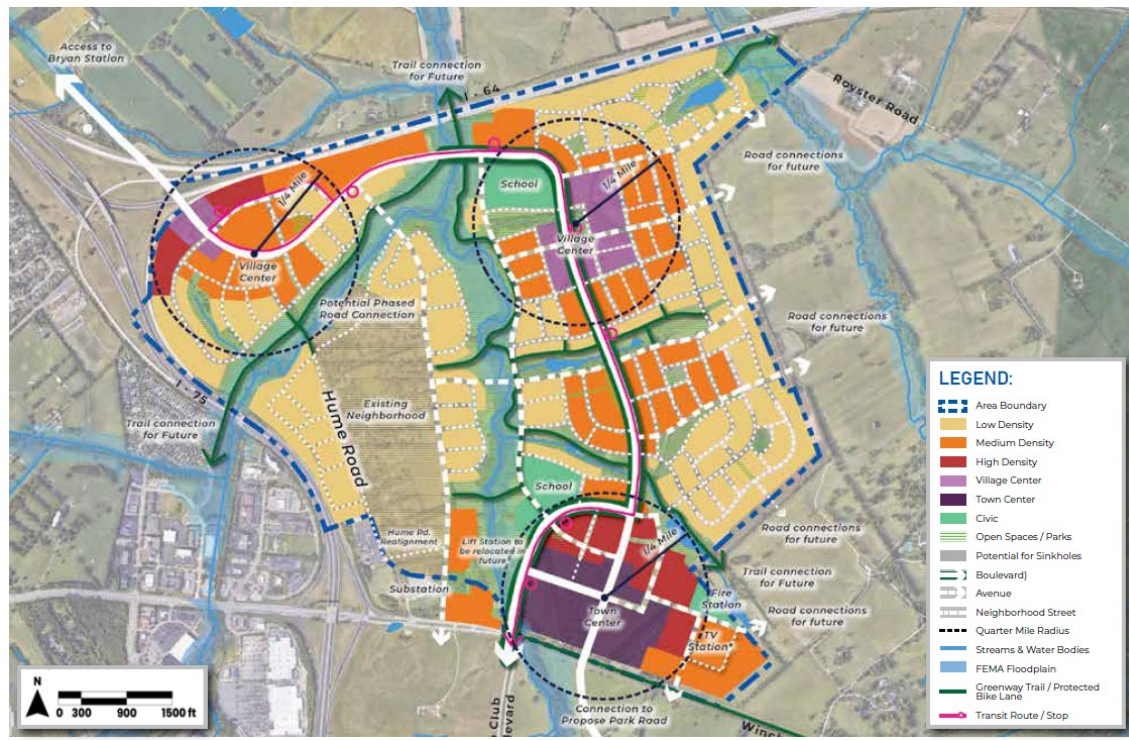 Access to
Bryan Station
Trail connection
for Future
I - 64
Royster Road
Road connections
for future
School
1/4 Mile
1/4 Mile
Village
Center
Village
Center
Potential Phased
Road Connection
Road connections
for future
I - 75
Hume Road
Existing
Neighborhood
Trail connection
for Future
School
Hume Rd.
Realignment
Lift Station to
be relocated in
future
1/4 Mile
Road connections
for future
Trail connection
for Future
Substation
Town
Center
Fire
Station
Road connections
for future
TV
Station*
Connection to
Propose Park Road
Club
LEGEND:
Area Boundary
Low Density
Medium Density
High Density
Village Center
Town Center
Civic
Open Spaces / Parks
Potential for Sinkholes
Boulevard)
Avenue
Neighborhood Street
Quarter Mile Radius
Streams & Water Bodies
FEMA Floodplain
Greenway Trail / Protected
Bike Lane
Transit Route / Stop
N
0 300 900 1500 ft